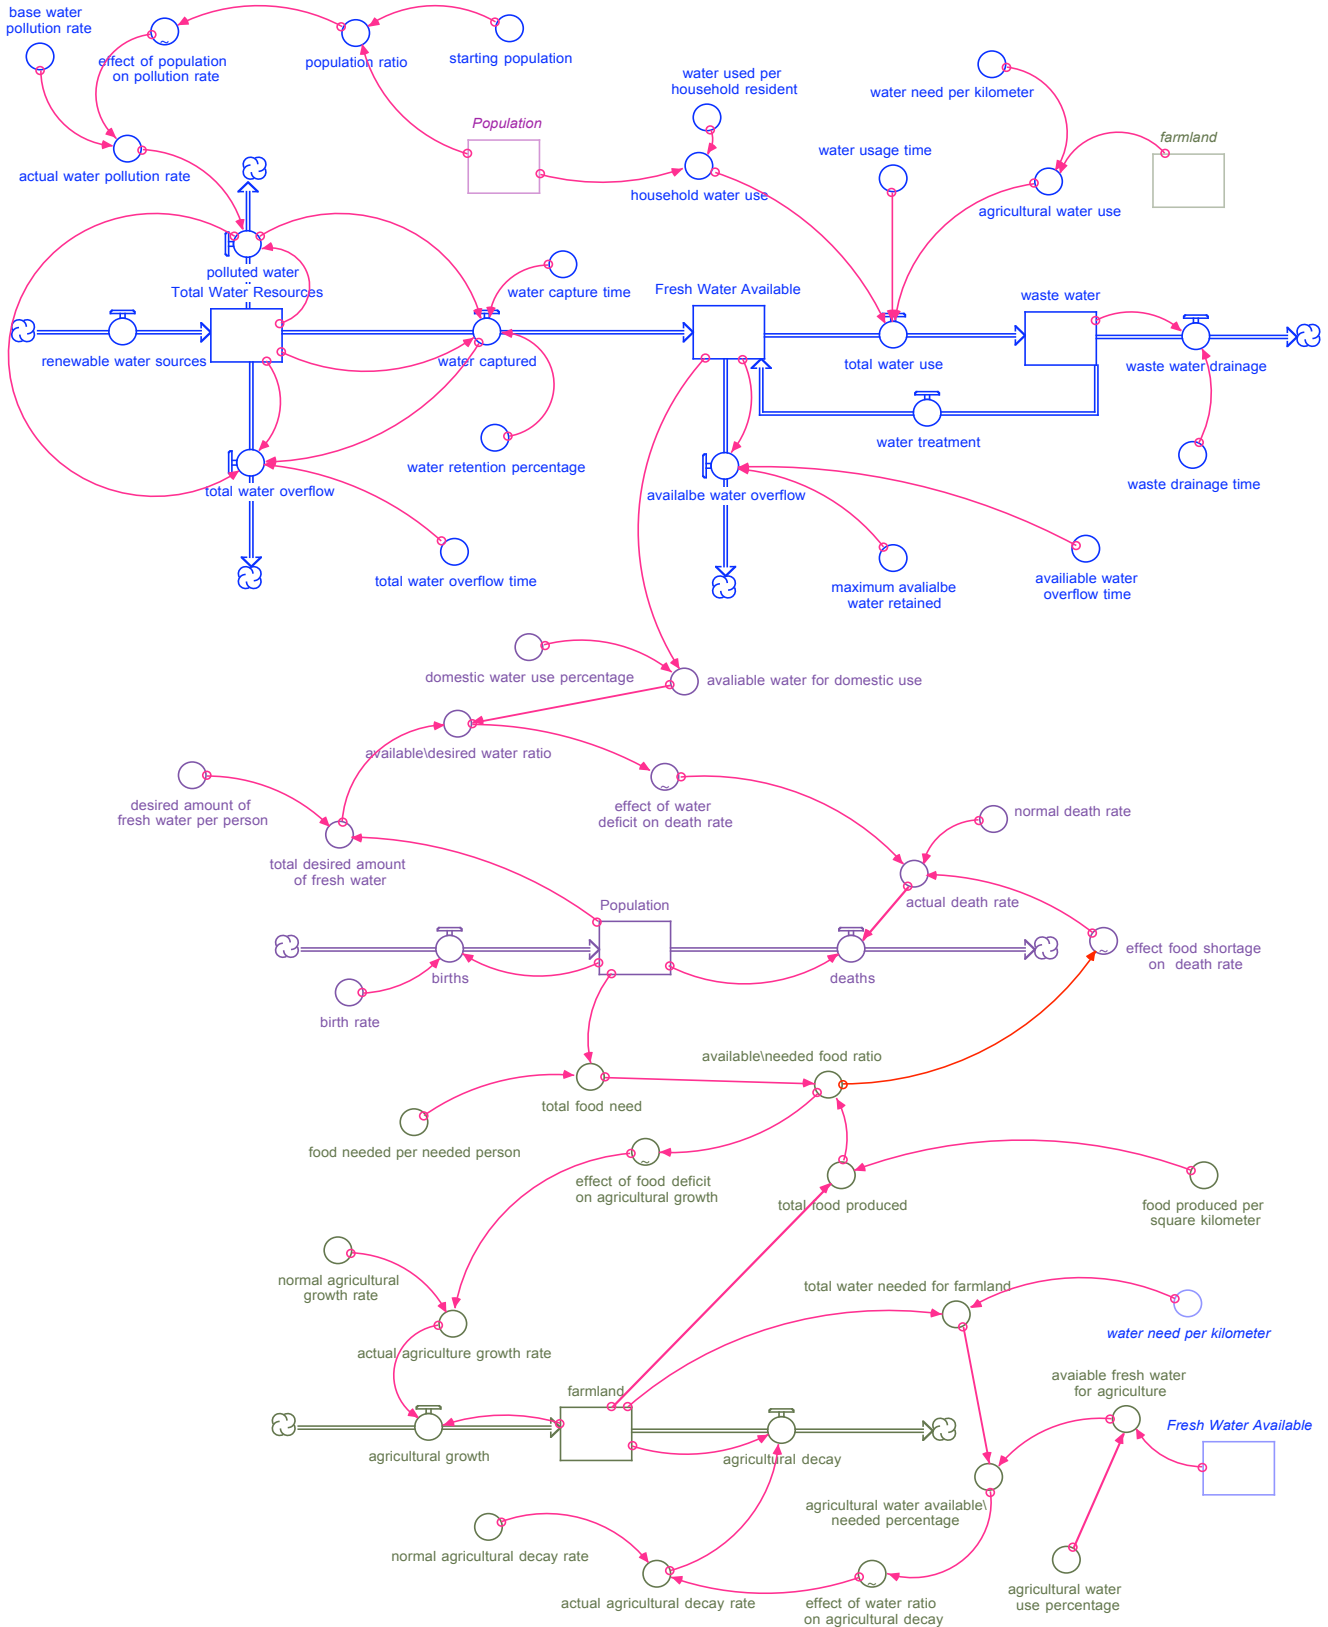 base water
pollution rate
effect of population
on pollution rate
population ratio
starting population
water used per
household resident
water need per kilometer
Population
farmland
actual water pollution rate
water usage time
household water use
agricultural water use
polluted water
Total Water Resources
water capture time
Fresh Water Available
waste water
renewable water sources
water captured
total water use
waste water drainage
water treatment
water retention percentage
total water overflow
availalbe water overflow
waste drainage time
total water overflow time
maximum avalialbe
water retained
availiable water
overflow time
domestic water use percentage
avaliable water for domestic use
available\desired water ratio
desired amount of
fresh water per person
effect of water
deficit on death rate
normal death rate
total desired amount
of fresh water
actual death rate
Population
effect food shortage
on  death rate
births
deaths
birth rate
available\needed food ratio
total food need
food needed per needed person
effect of food deficit
on agricultural growth
total food produced
food produced per
square kilometer
normal agricultural
growth rate
total water needed for farmland
water need per kilometer
actual agriculture growth rate
avaiable fresh water
for agriculture
farmland
Fresh Water Available
agricultural growth
agricultural decay
agricultural water available\
needed percentage
normal agricultural decay rate
actual agricultural decay rate
effect of water ratio
on agricultural decay
agricultural water
use percentage